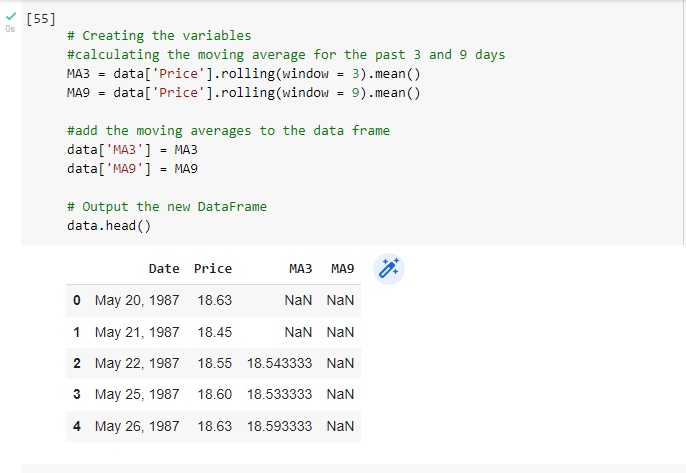 [55]
0s
# Creating the variables
#calculating the moving average for the past 3 and 9 days
MA3 = data['Price'].rolling(window = 3).mean()
MA9 = data['Price'].rolling(window = 9).mean()
#add the moving averages to the data frame
data['MA3'] = MA3
data['MA9'] = MA9
# Output the new DataFrame
data.head()
Date Price MA3 MA9
0 May 20, 1987 18.63 NaN NaN
1 May 21, 1987 18.45 NaN NaN
2 May 22, 1987 18.55 18.543333 NaN
3 May 25, 1987 18.60 18.533333 NaN
4 May 26, 1987 18.63 18.593333 NaN